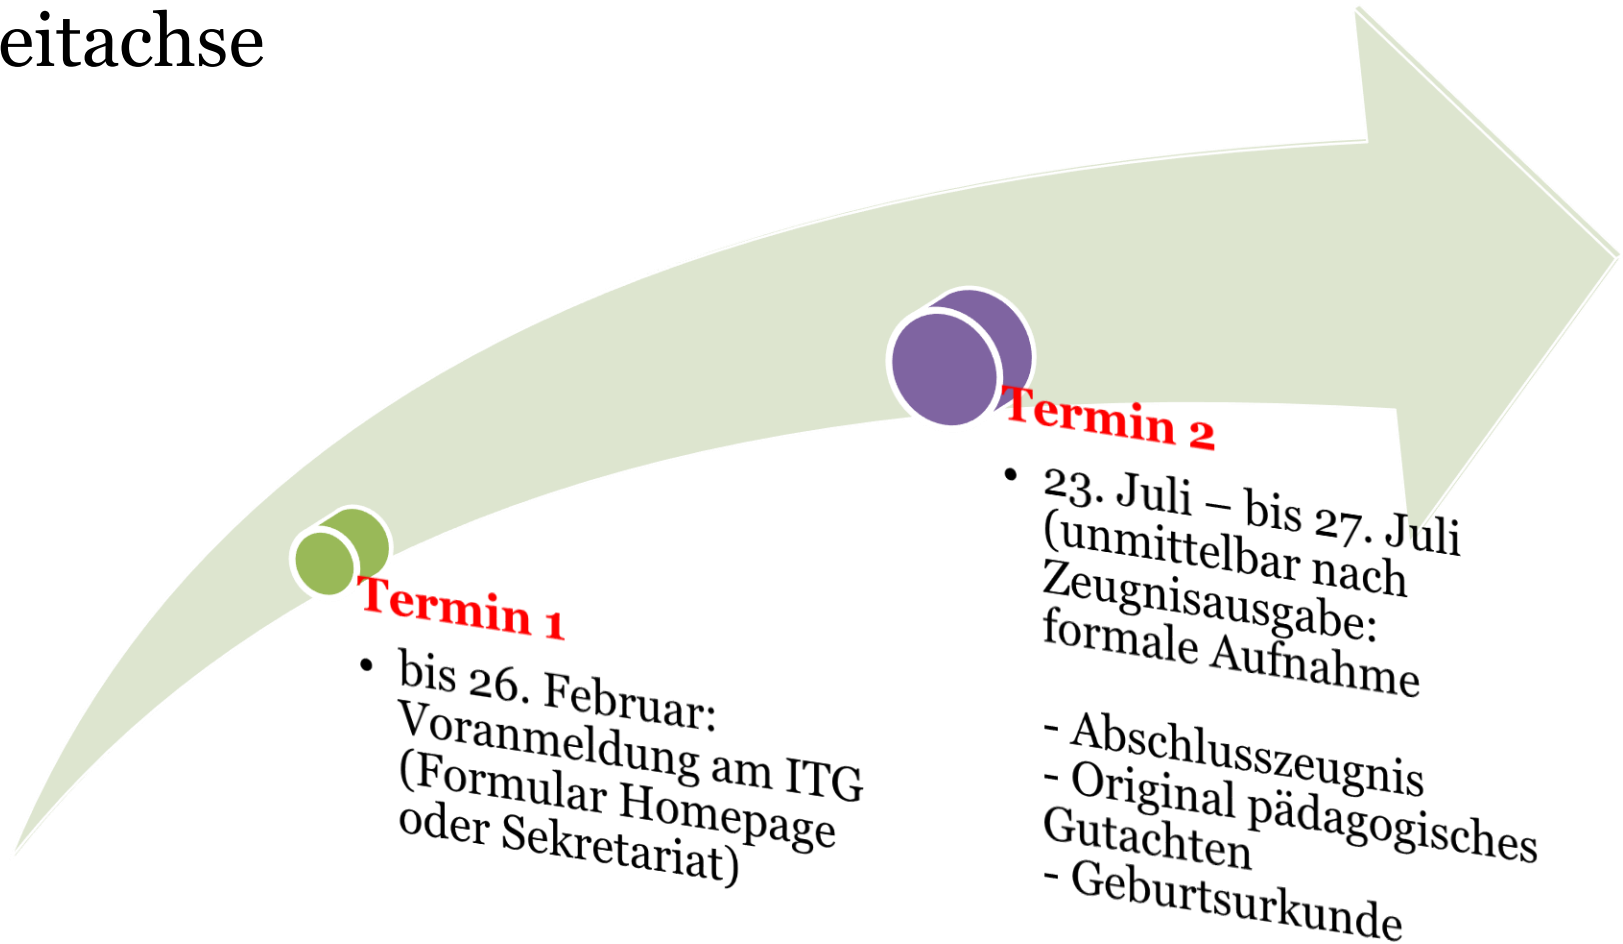 eitachse
Termin 1
• bis 26. Februar:
Voranmeldung am ITG
(Formular Homepage
oder Sekretariat)
Termin 2
• 23. Juli – bis 27. Juli
(unmittelbar nach
Zeugnisausgabe:
formale Aufnahme
- Abschlusszeugnis
- Original pädagogisches
Gutachten
- Geburtsurkunde